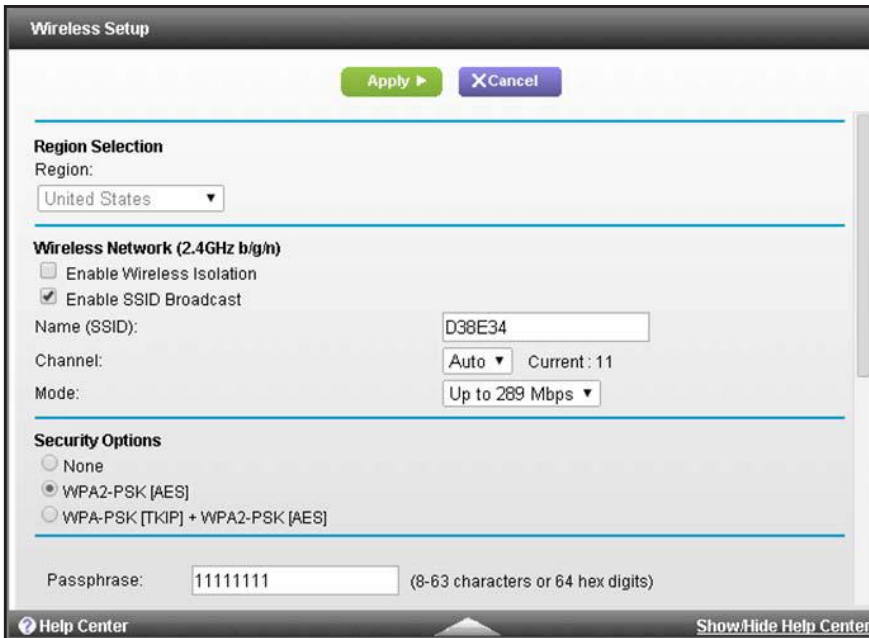 Wireless Setup
Apply
Cancel
Region Selection
Region:
United States
Wireless Network (2.4GHz b/g/n)
Enable Wireless Isolation
Enable SSID Broadcast
Name (SSID): D38E34
Channel: Auto Current : 11
Mode: Up to 289 Mbps
Security Options
None
WPA2-PSK [AES]
WPA-PSK [TKIP] + WPA2-PSK [AES]
Passphrase: 11111111 (8-63 characters or 64 hex digits)
Help Center Show/Hide Help Center